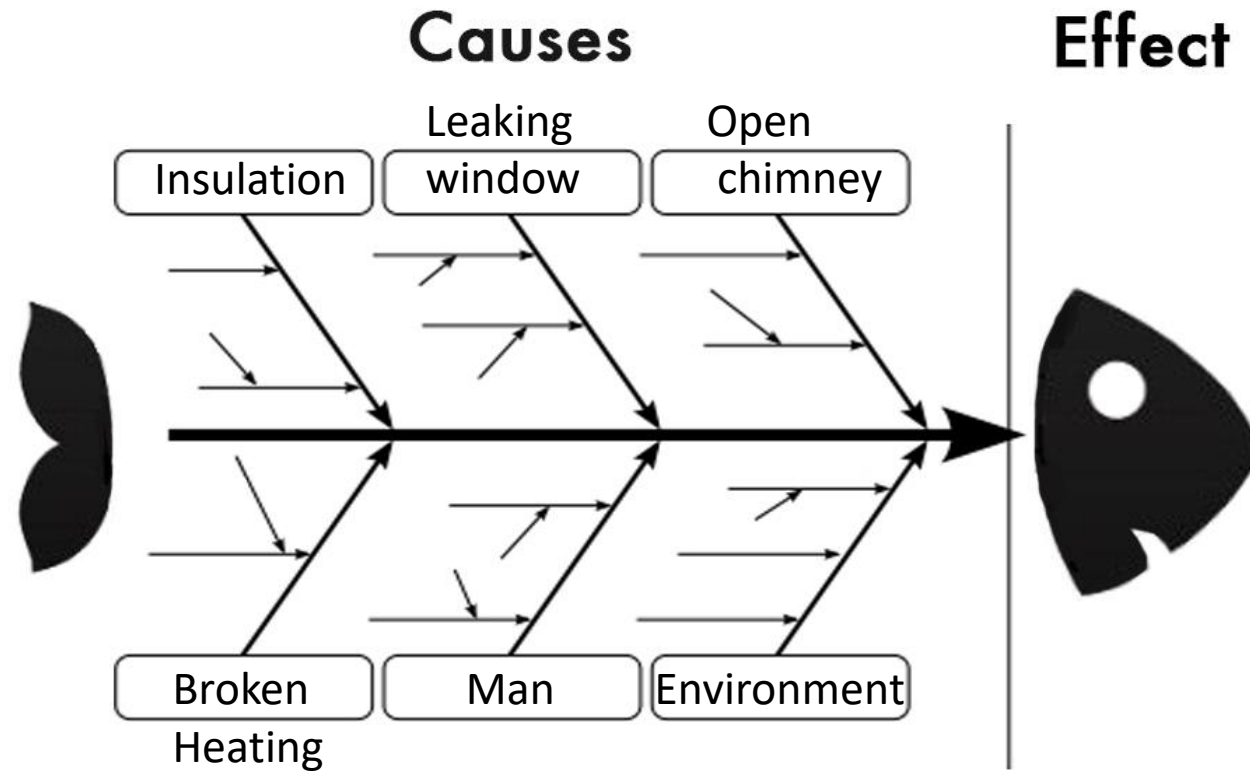 Causes
Effect
Insulation
Leaking
window
Open
chimney
Broken
Heating
Man
Environment